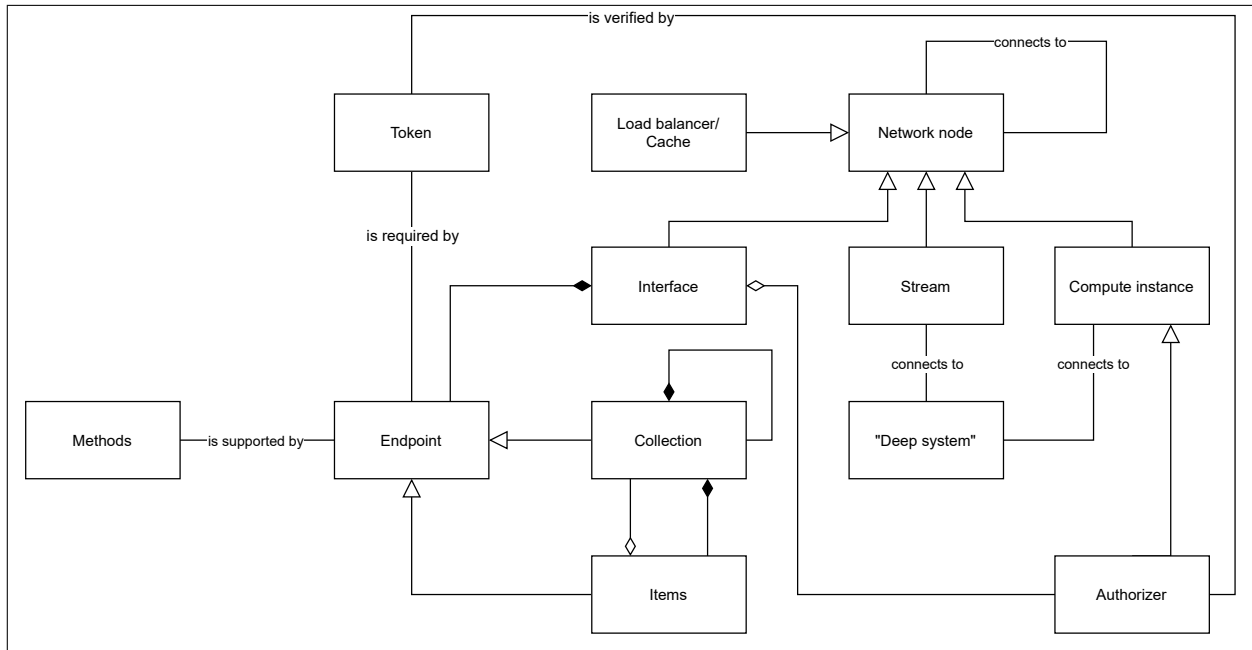 is verified by
connects to
Token
Load balancer/
Cache
Network node
is required by
Interface
Stream
Compute instance
connects to
connects to
Methods
is supported by
Endpoint
Collection
"Deep system"
Items
Authorizer